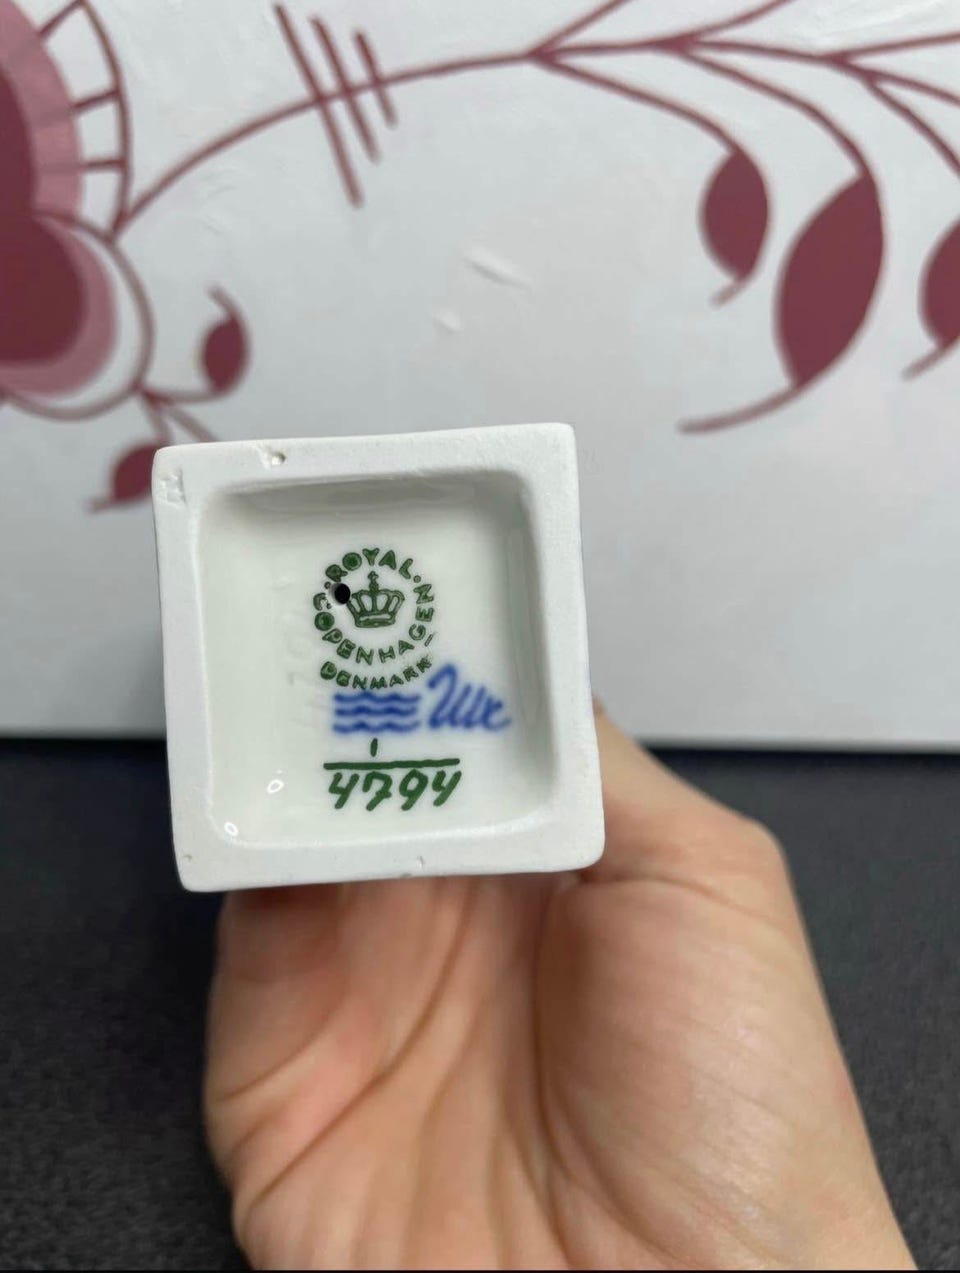 ROYAL COPENHAGEN
DENMARK
1
4794